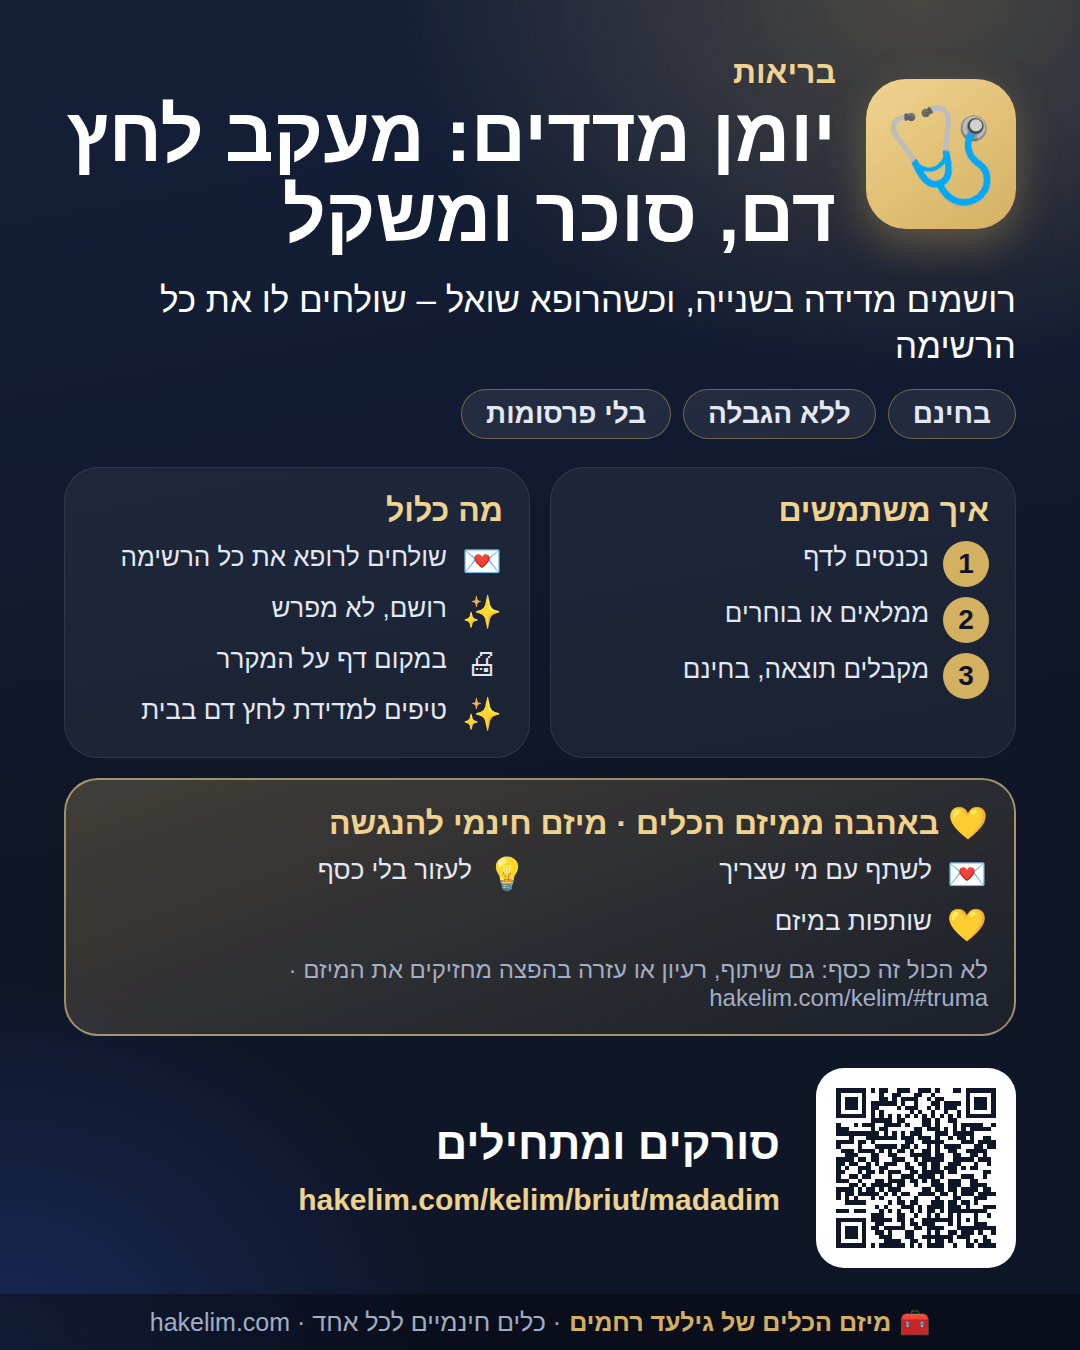 בריאות
יומן מדדים: מעקב לחץ
דם, סוכר ומשקל
רושמים מדידה בשנייה, וכשהרופא שואל – שולחים לו את כל
הרשימה
בחינם
ללא הגבלה
בלי פרסומות
איך משתמשים
1 נכנסים לדף
2 ממלאים או בוחרים
3 מקבלים תוצאה, בחינם
מה כלול
שולחים לרופא את כל הרשימה
רושם, לא מפרש
במקום דף על המקרר
טיפים למדידת לחץ דם בבית
באהבה ממיזם הכלים · מיזם חינמי להנגשה
לשתף עם מי שצריך
לעזור בלי כסף
שותפות במיזם
לא הכול זה כסף: גם שיתוף, רעיון או עזרה בהפצה מחזיקים את המיזם ·
hakelim.com/kelim/#truma
סורקים ומתחילים
hakelim.com/kelim/briut/madadim
מיזם הכלים של גילעד רחמים · כלים חינמיים לכל אחד · hakelim.com